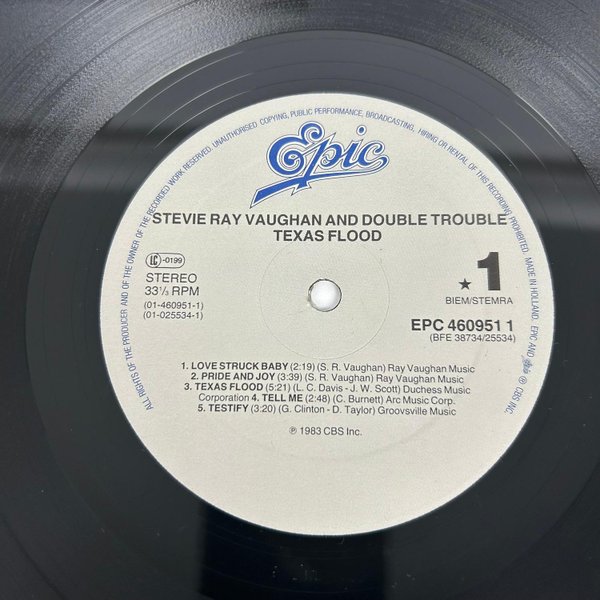 ALL RIGHTS OF THE PRODUCER AND OF THE OWNER OF THE RECORDED WORK RESERVED. UNAUTHORISED COPYING, PUBLIC PERFORMANCE, BROADCASTING, HIRING OR RENTAL OF THIS RECORDING PROHIBITED. MADE IN HOLLAND. EPIC AND Epic ® CBS INC.
Epic
STEVIE RAY VAUGHAN AND DOUBLE TROUBLE
TEXAS FLOOD
LC -0199
STEREO
33⅓ RPM
(01-460951-1)
(01-025534-1)
★ 1
BIEM/STEMRA
EPC 460951 1
(BFE 38734/25534)
1. LOVE STRUCK BABY (2:19) (S. R. Vaughan) Ray Vaughan Music
2. PRIDE AND JOY (3:39) (S. R. Vaughan) Ray Vaughan Music
3. TEXAS FLOOD (5:21) (L. C. Davis - J. W. Scott) Duchess Music
Corporation 4. TELL ME (2:48) (C. Burnett) Arc Music Corp.
5. TESTIFY (3:20) (G. Clinton - D. Taylor) Groovsville Music
℗ 1983 CBS Inc.